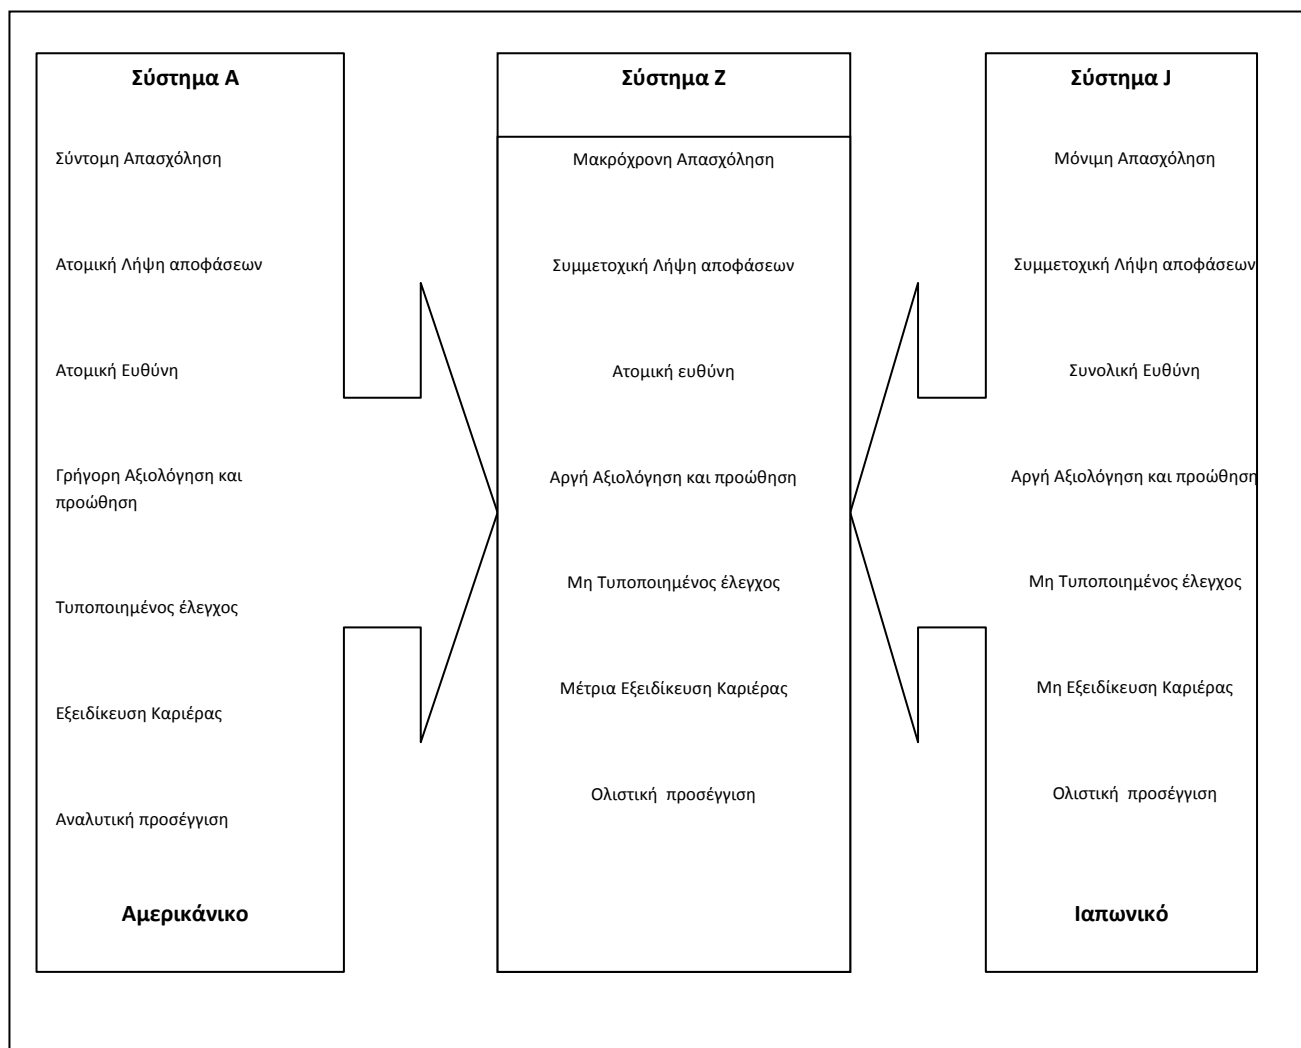 Σύστημα Α
Σύντομη Απασχόληση
Ατομική Λήψη αποφάσεων
Ατομική Ευθύνη
Γρήγορη Αξιολόγηση και
προώθηση
Τυποποιημένος έλεγχος
Εξειδίκευση Καριέρας
Αναλυτική προσέγγιση
Αμερικάνικο
Σύστημα Ζ
Μακρόχρονη Απασχόληση
Συμμετοχική Λήψη αποφάσεων
Ατομική ευθύνη
Αργή Αξιολόγηση και προώθηση
Μη Τυποποιημένος έλεγχος
Μέτρια Εξειδίκευση Καριέρας
Ολιστική  προσέγγιση
Σύστημα J
Μόνιμη Απασχόληση
Συμμετοχική Λήψη αποφάσεων
Συνολική Ευθύνη
Αργή Αξιολόγηση και προώθηση
Μη Τυποποιημένος έλεγχος
Μη Εξειδίκευση Καριέρας
Ολιστική  προσέγγιση
Ιαπωνικό